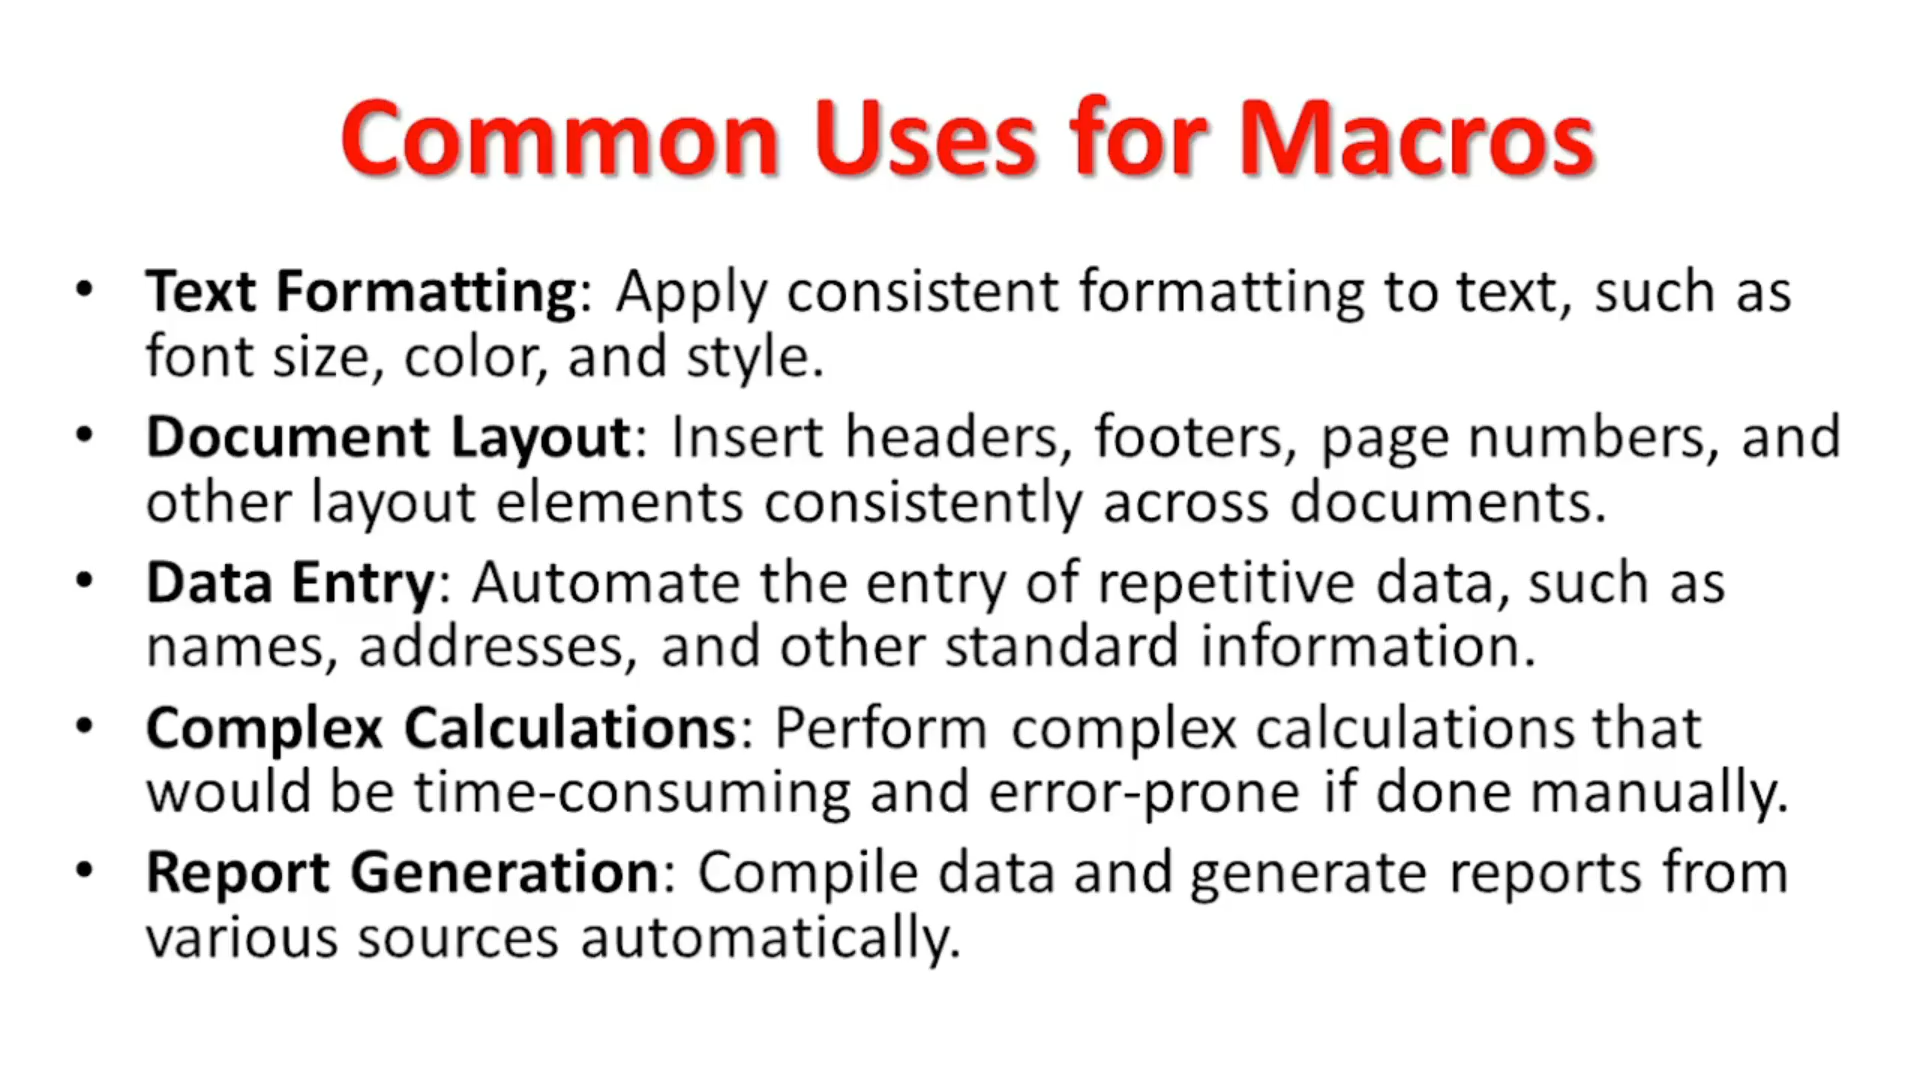 Common Uses for Macros
• Text Formatting: Apply consistent formatting to text, such as
font size, color, and style.
• Document Layout: Insert headers, footers, page numbers, and
other layout elements consistently across documents.
• Data Entry: Automate the entry of repetitive data, such as
names, addresses, and other standard information.
• Complex Calculations: Perform complex calculations that
would be time-consuming and error-prone if done manually.
• Report Generation: Compile data and generate reports from
various sources automatically.